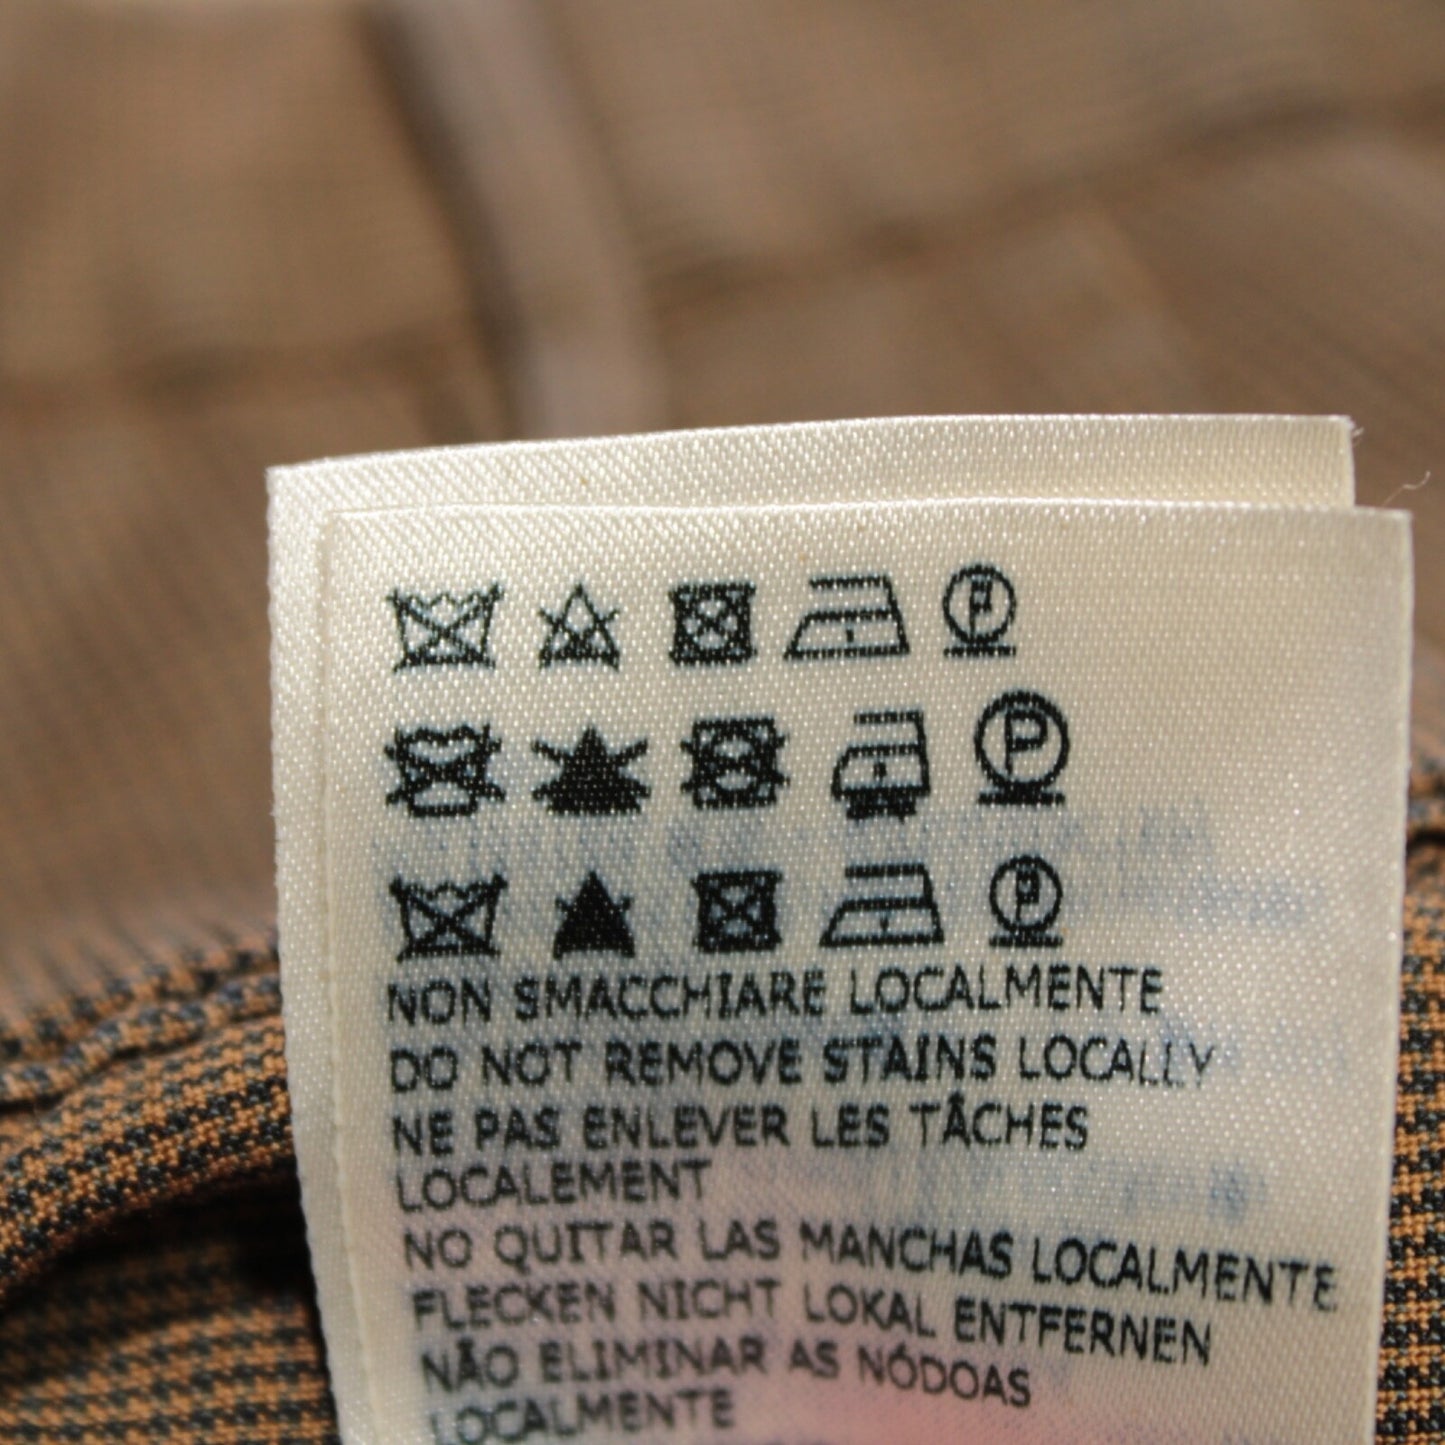 NON SMACCHIARE LOCALMENTE
DO NOT REMOVE STAINS LOCALLY
NE PAS ENLEVER LES TÂCHES
LOCALEMENT
NO QUITAR LAS MANCHAS LOCALMENTE
FLECKEN NICHT LOKAL ENTFERNEN
NÃO ELIMINAR AS NÓDOAS
LOCALMENTE